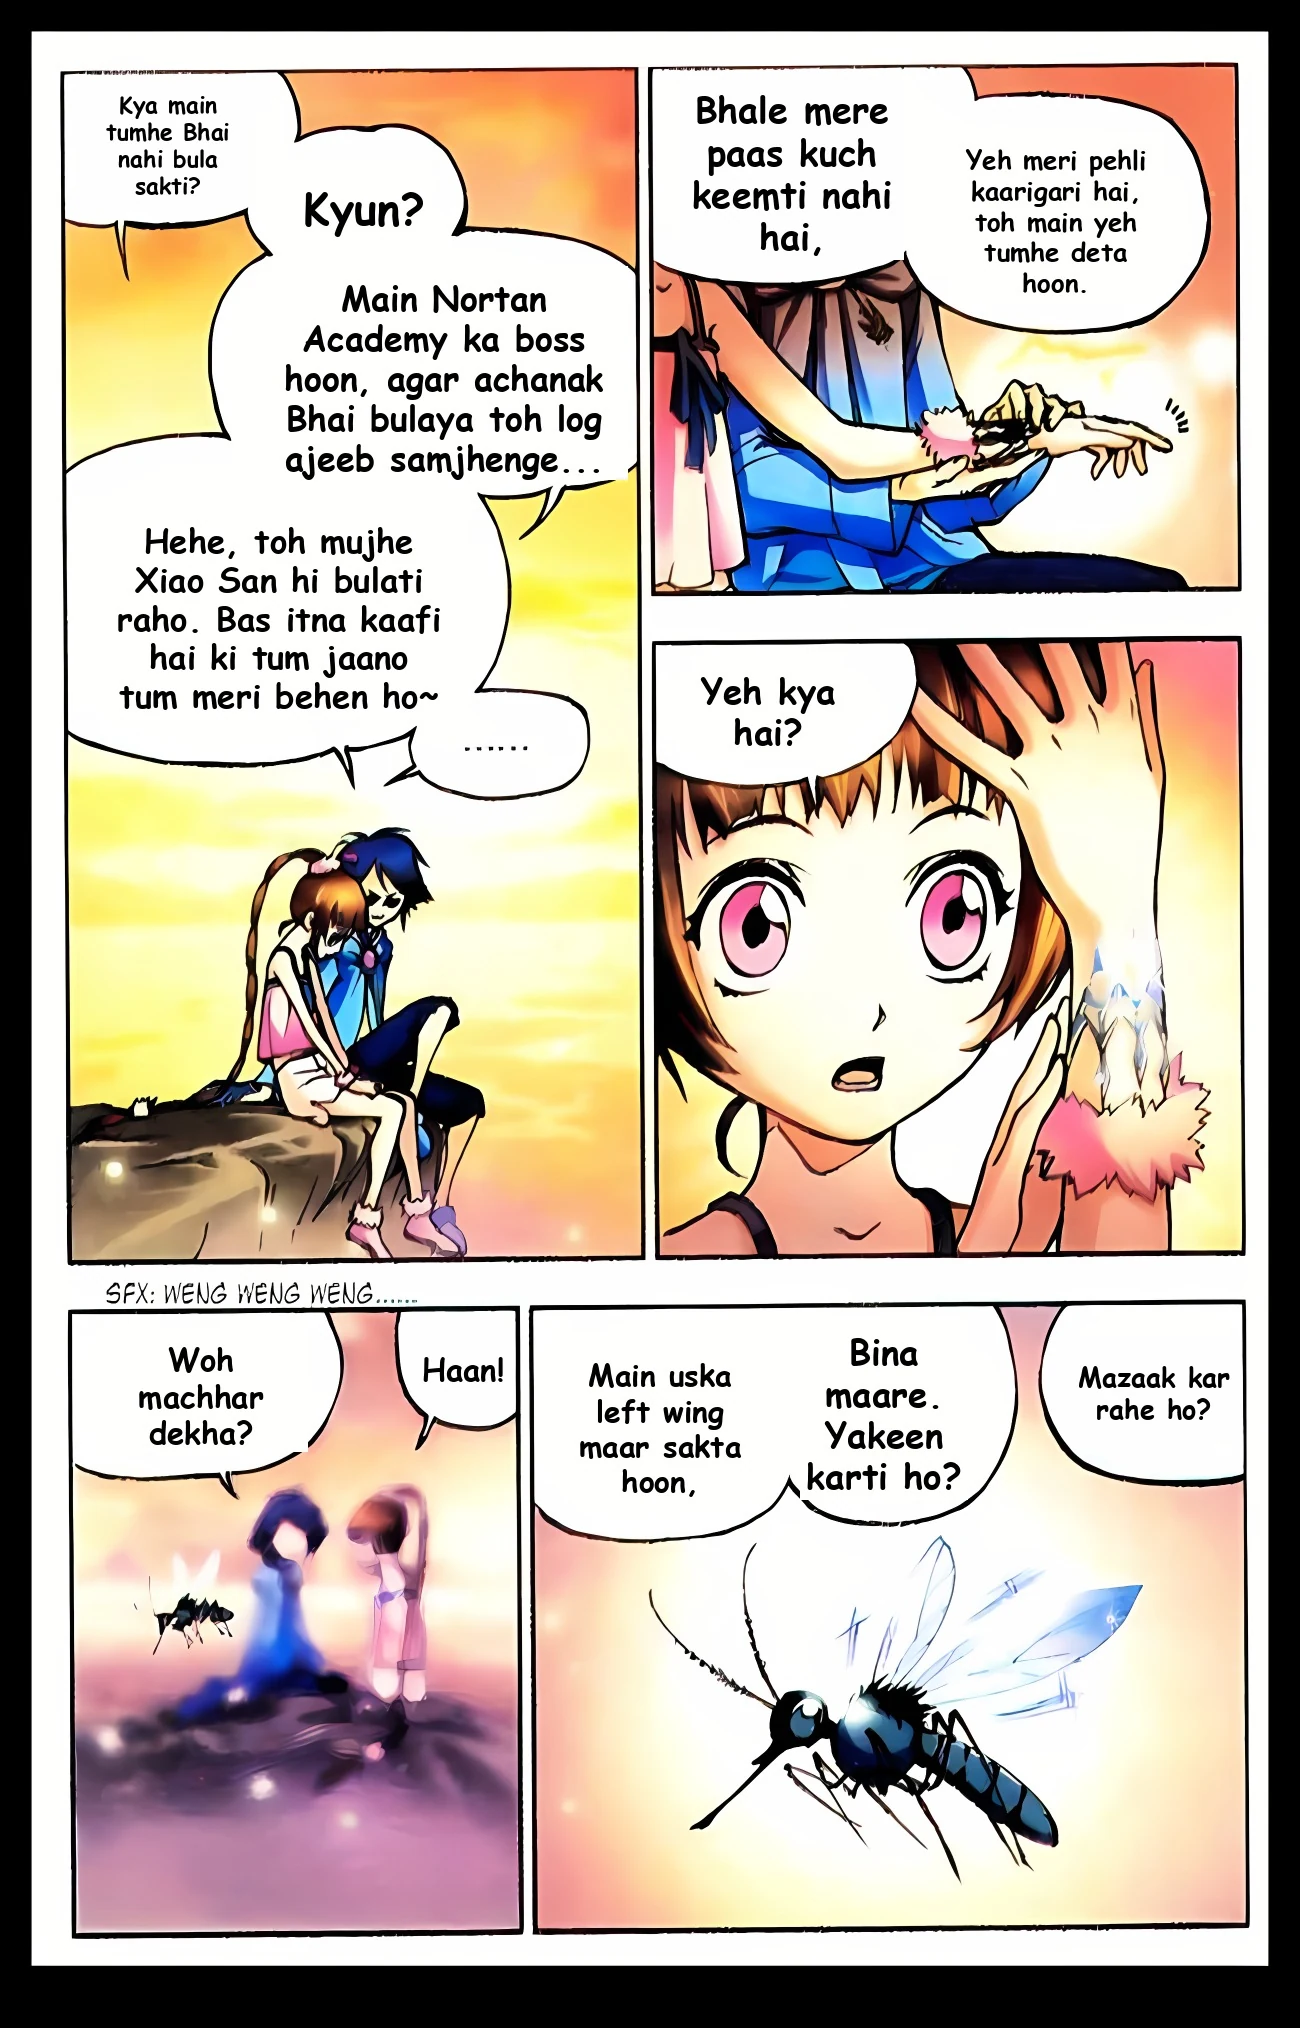 Kya main
tumhe Bhai
nahi bula
sakti?
Kyun?
Main Nortan
Academy ka boss
hoon, agar achanak
Bhai bulaya toh log
ajeeb samjhenge...
Hehe, toh mujhe
Xiao San hi bulati
raho. Bas itna kaafi
hai ki tum jaano
tum meri behen ho~
......
Bhale mere
paas kuch
keemti nahi
hai,
Yeh meri pehli
kaarigari hai,
toh main yeh
tumhe deta
hoon.
Yeh kya
hai?
SFX: WENG WENG WENG.......
Woh
machhar
dekha?
Haan!
Main uska
left wing
maar sakta
hoon,
Bina
maare.
Yakeen
karti ho?
Mazaak kar
rahe ho?